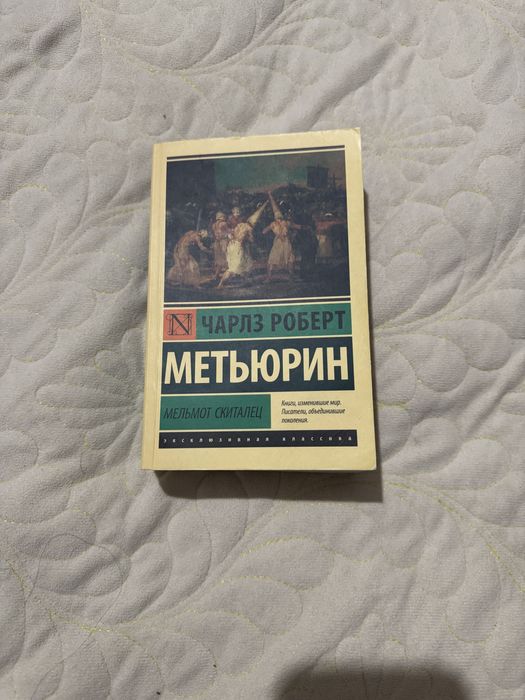 N
ЧАРЛЗ РОБЕРТ
МЕТЬЮРИН
МЕЛЬМОТ СКИТАЛЕЦ
Книги, изменившие мир.
Писатели, объединившие
поколения.
эксклюзивная классика